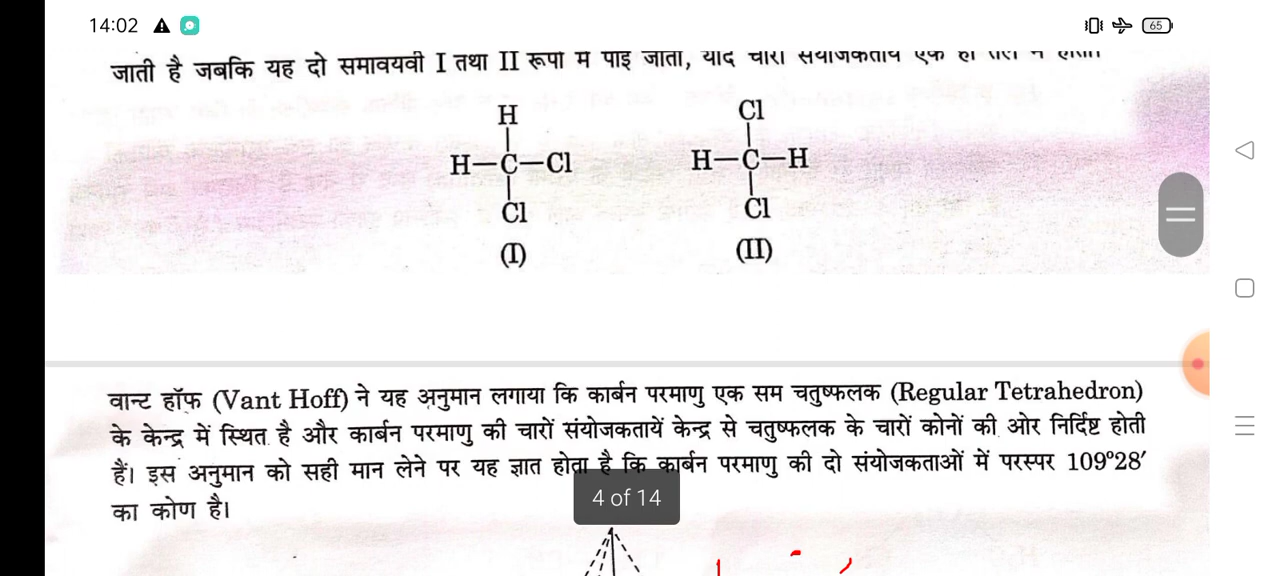 14:02
65
जाती है जबकि यह दो समावयवी I तथा II रूपों में पाई जाती, यदि चारों संयोजकतायें एक ही तल में होतीं
H Cl
H—C—Cl H—C—H
Cl Cl
(I) (II)
वान्ट हॉफ (Vant Hoff) ने यह अनुमान लगाया कि कार्बन परमाणु एक सम चतुष्फलक (Regular Tetrahedron)
के केन्द्र में स्थित है और कार्बन परमाणु की चारों संयोजकतायें केन्द्र से चतुष्फलक के चारों कोनों की ओर निर्दिष्ट होती
हैं। इस अनुमान को सही मान लेने पर यह ज्ञात होता है कि कार्बन परमाणु की दो संयोजकताओं में परस्पर 109º28′
का कोण है।
4 of 14